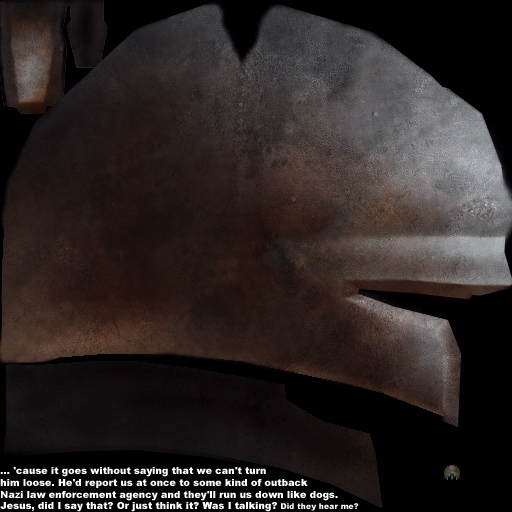 ... 'cause it goes without saying that we can't turn
him loose. He'd report us at once to some kind of outback
Nazi law enforcement agency and they'll run us down like dogs.
Jesus, did I say that? Or just think it? Was I talking? Did they hear me?